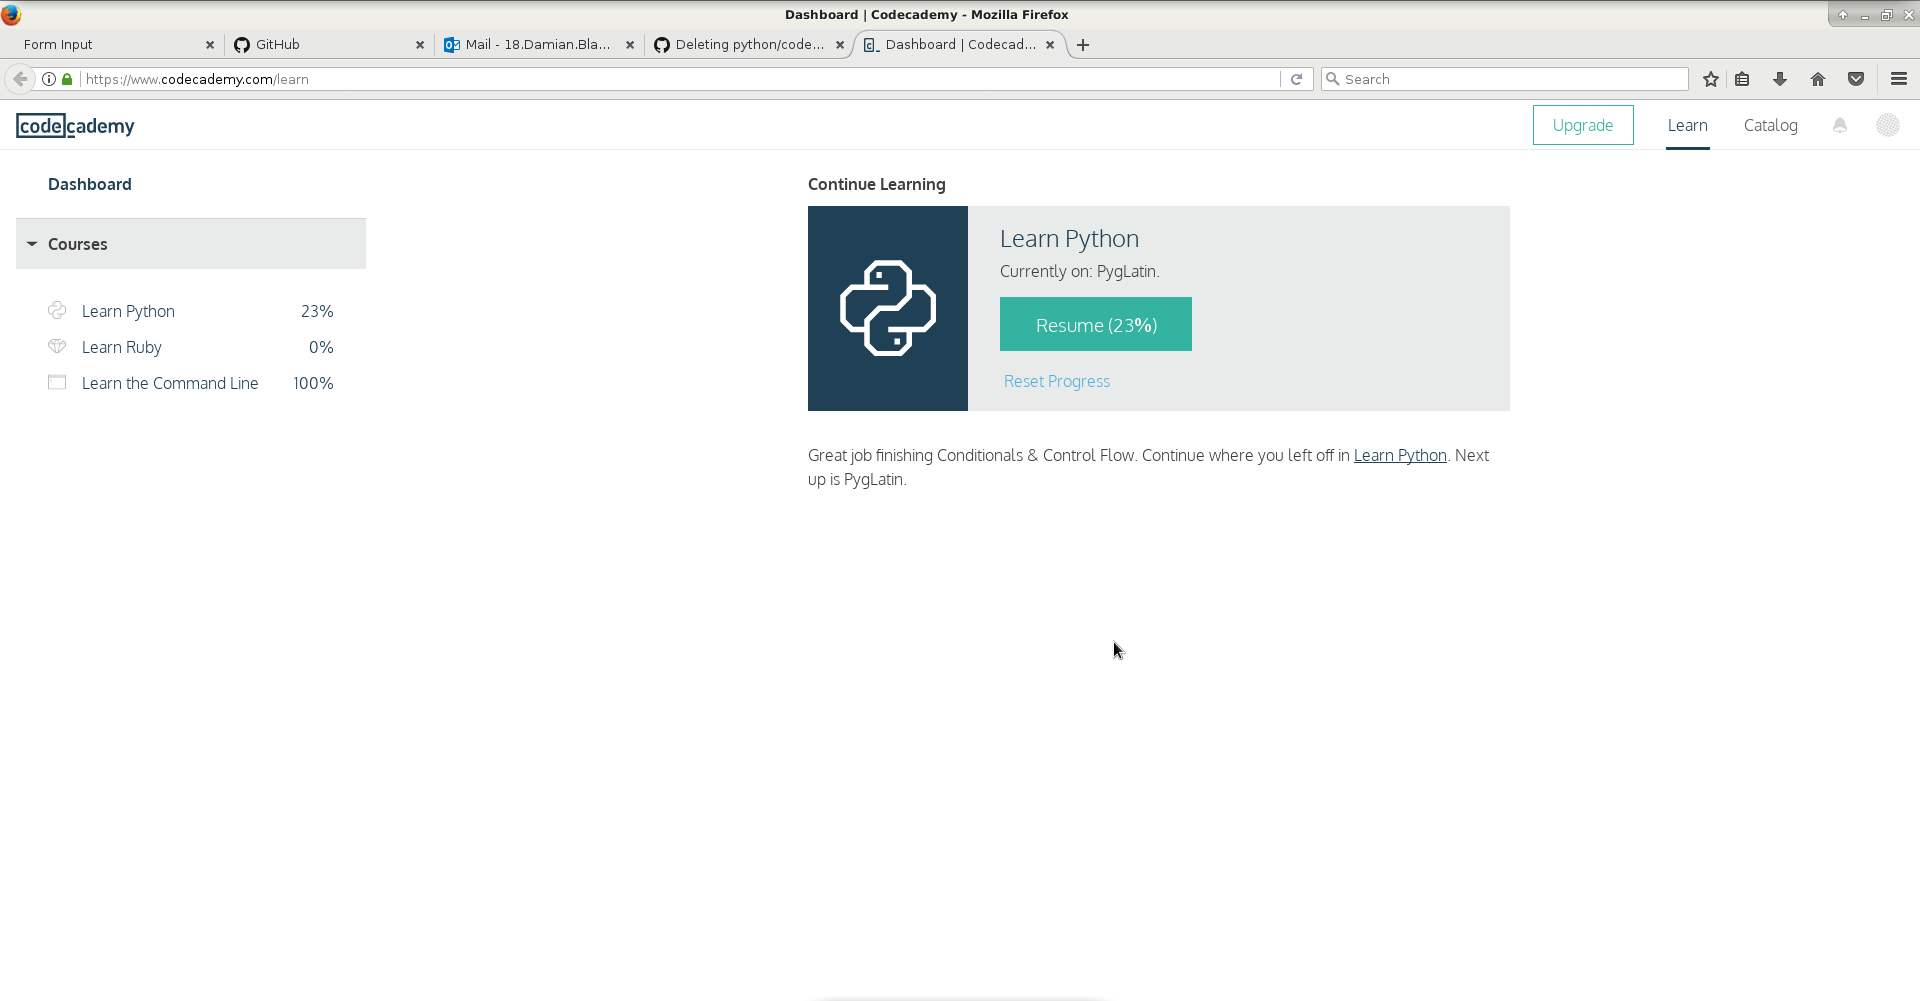 Dashboard | Codecademy - Mozilla Firefox
Form Input
GitHub
Mail - 18.Damian.Bla...
Deleting python/code...
Dashboard | Codecad...
https://www.codecademy.com/learn
Search
codecademy
Upgrade
Learn
Catalog
Dashboard
Courses
Learn Python 23%
Learn Ruby 0%
Learn the Command Line 100%
Continue Learning
Learn Python
Currently on: PygLatin.
Resume (23%)
Reset Progress
Great job finishing Conditionals & Control Flow. Continue where you left off in Learn Python. Next
up is PygLatin.